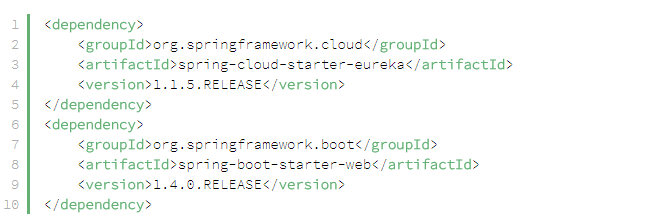 1 <dependency>
2 <groupId>org.springframework.cloud</groupId>
3 <artifactId>spring-cloud-starter-eureka</artifactId>
4 <version>1.1.5.RELEASE</version>
5 </dependency>
6 <dependency>
7 <groupId>org.springframework.boot</groupId>
8 <artifactId>spring-boot-starter-web</artifactId>
9 <version>1.4.0.RELEASE</version>
10 </dependency>